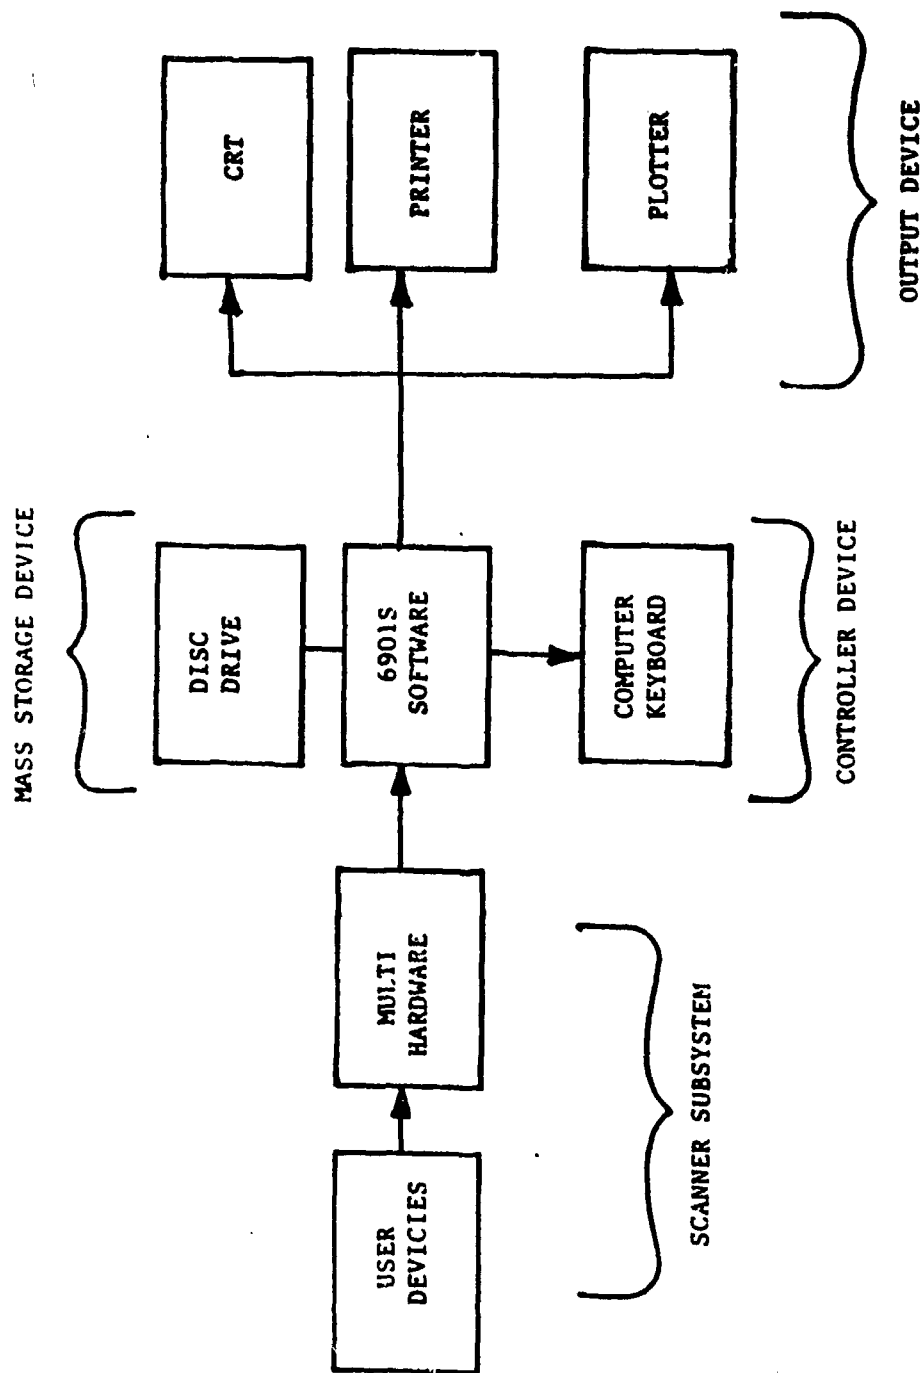 MASS STORAGE DEVICE
DISC
DRIVE
CRT
USER
DEVICIES
MULTI
HARDWARE
6901S
SOFTWARE
PRINTER
COMPUTER
KEYBOARD
PLOTTER
SCANNER SUBSYSTEM
CONTROLLER DEVICE
OUTPUT DEVICE